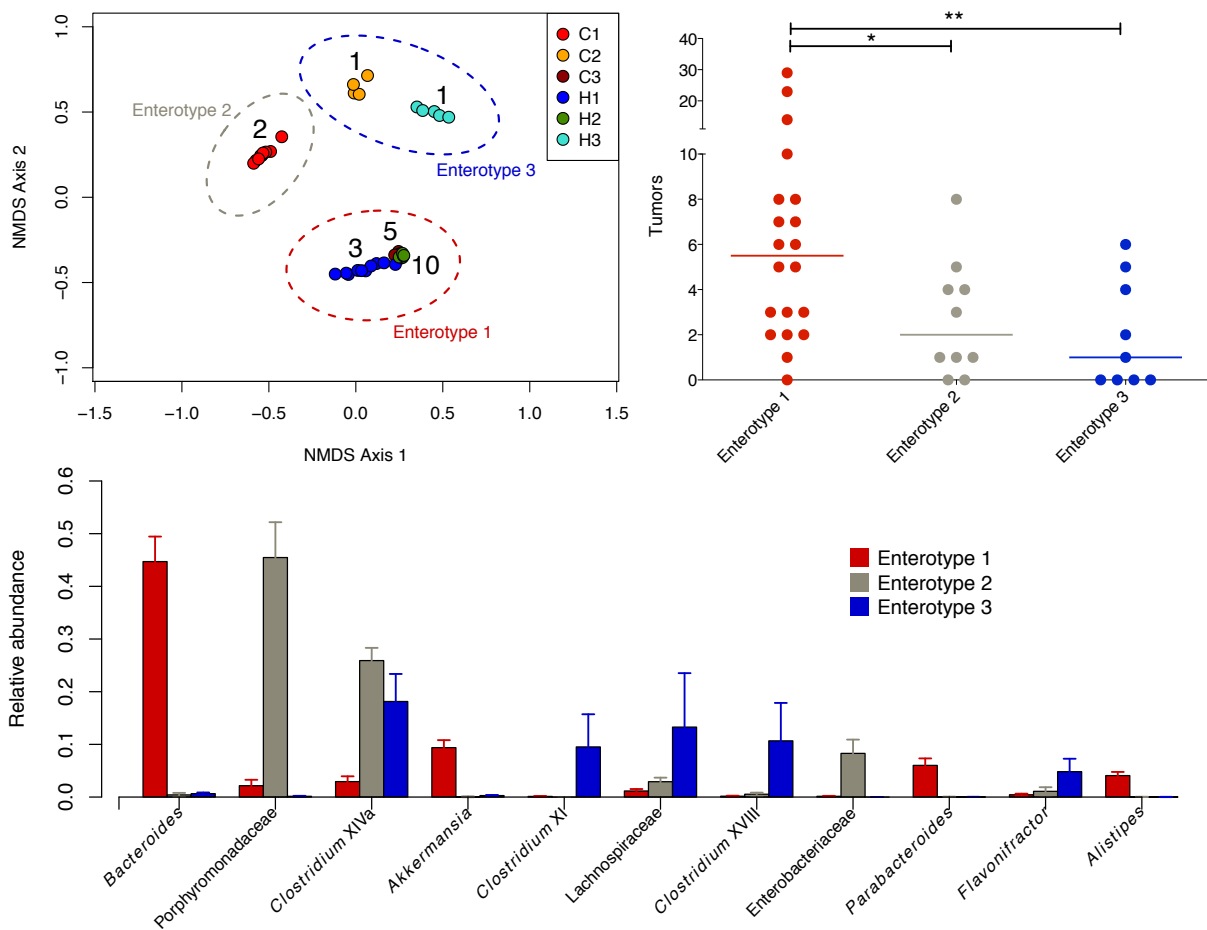 1.0
0.5
0.0
−0.5
−1.0
NMDS Axis 2
−1.5 −1.0 −0.5 0.0 0.5 1.0 1.5
NMDS Axis 1
Enterotype 2
2
1
1
Enterotype 3
3
5
10
Enterotype 1
C1
C2
C3
H1
H2
H3
**
*
40
30
20
10
8
6
4
2
0
Tumors
Enterotype 1
Enterotype 2
Enterotype 3
0.6
0.5
0.4
0.3
0.2
0.1
0.0
Relative abundance
Enterotype 1
Enterotype 2
Enterotype 3
Bacteroides
Porphyromonadaceae
Clostridium XIVa
Akkermansia
Clostridium XI
Lachnospiraceae
Clostridium XVIII
Enterobacteriaceae
Parabacteroides
Flavonifractor
Alistipes